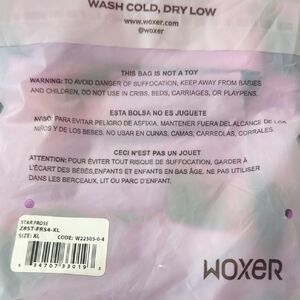 WASH COLD, DRY LOW
www.woxer.com
@woxer
THIS BAG IS NOT A TOY
WARNING: TO AVOID DANGER OF SUFFOCATION, KEEP AWAY FROM BABIES
AND CHILDREN, DO NOT USE IN CRIBS, BEDS, CARRIAGES, OR PLAYPENS.
ESTA BOLSA NO ES JUGUETE
AVISO: PARA EVITAR PELIGRO DE ASFIXIA, MANTENER FUERA DEL ALCANCE DE LOS
NIÑOS Y DE LOS BEBES. NO USAR EN CUNAS, CAMAS, CARREOLAS, CORRALES.
CECI N'EST PAS UN JOUET
ATTENTION: POUR ÉVITER TOUT RISQUE DE SUFFOCATION, GARDER À
L'ÉCART DES BÉBÉS,ENFANTS ET ENFANTS EN BAS ÂGE. NE PAS UTILISER
DANS LES BERCEAUX, LIT OU PARC D'ENFANT.
STAR FROSE
ZBST-FRS4-XL
SIZE: XL CODE: W22505-0-4
WOXER